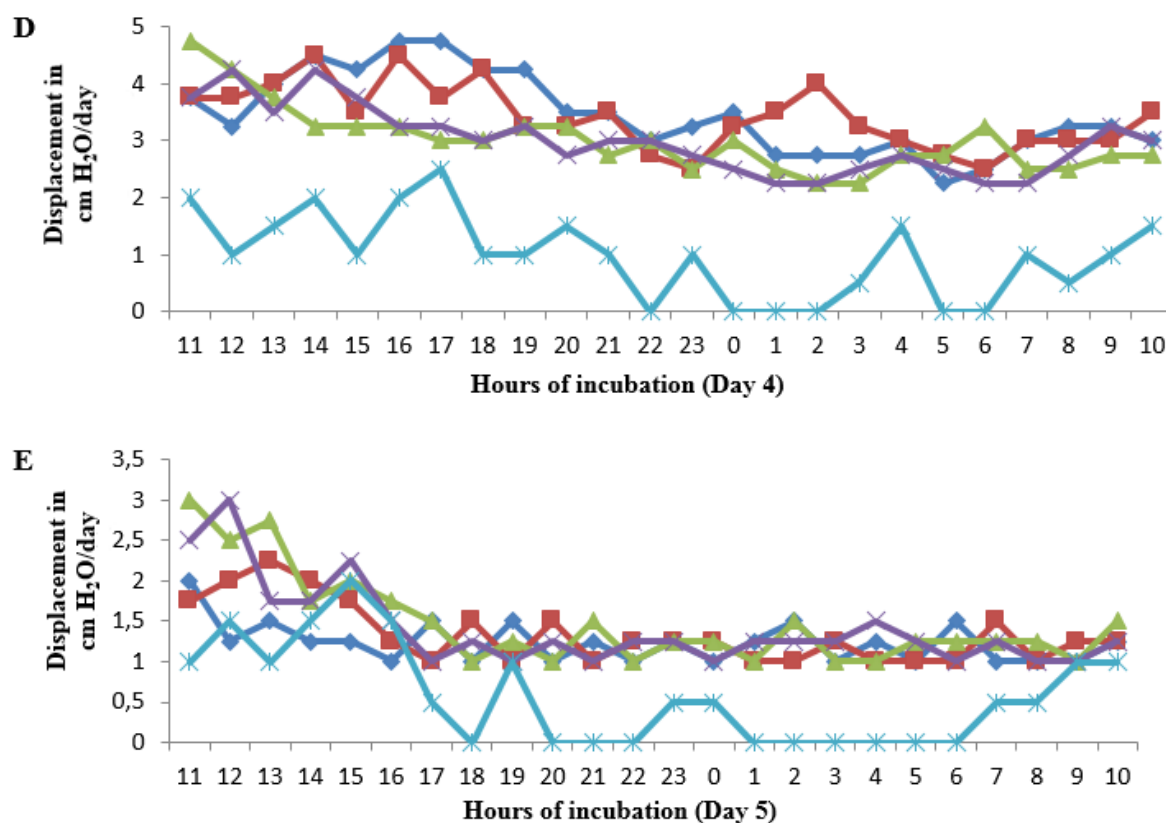 D
Displacement in
cm H₂O/day
5
4
3
2
1
0
11 12 13 14 15 16 17 18 19 20 21 22 23 0 1 2 3 4 5 6 7 8 9 10
Hours of incubation (Day 4)
E
Displacement in
cm H₂O/day
3,5
3
2,5
2
1,5
1
0,5
0
11 12 13 14 15 16 17 18 19 20 21 22 23 0 1 2 3 4 5 6 7 8 9 10
Hours of incubation (Day 5)